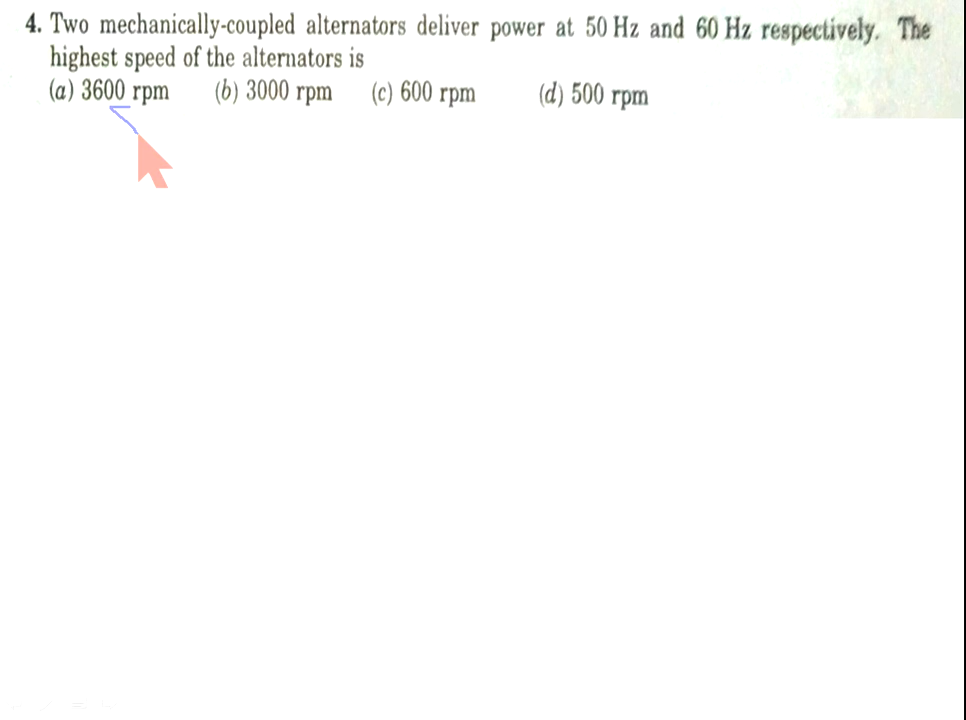 4. Two mechanically-coupled alternators deliver power at 50 Hz and 60 Hz respectively. The
highest speed of the alternators is
(a) 3600 rpm (b) 3000 rpm (c) 600 rpm (d) 500 rpm